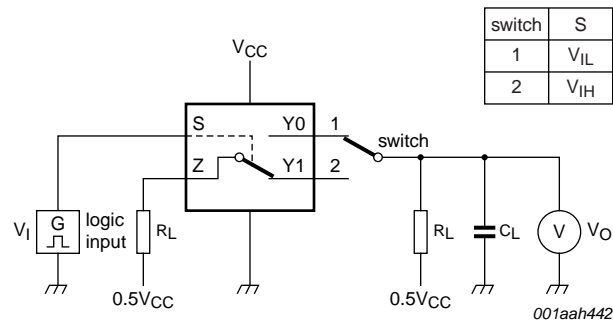 switch S
1 VIL
2 VIH
VCC
S Y0 1
switch
Z Y1 2
VI G logic input
RL
0.5VCC
RL CL V VO
0.5VCC
001aah442